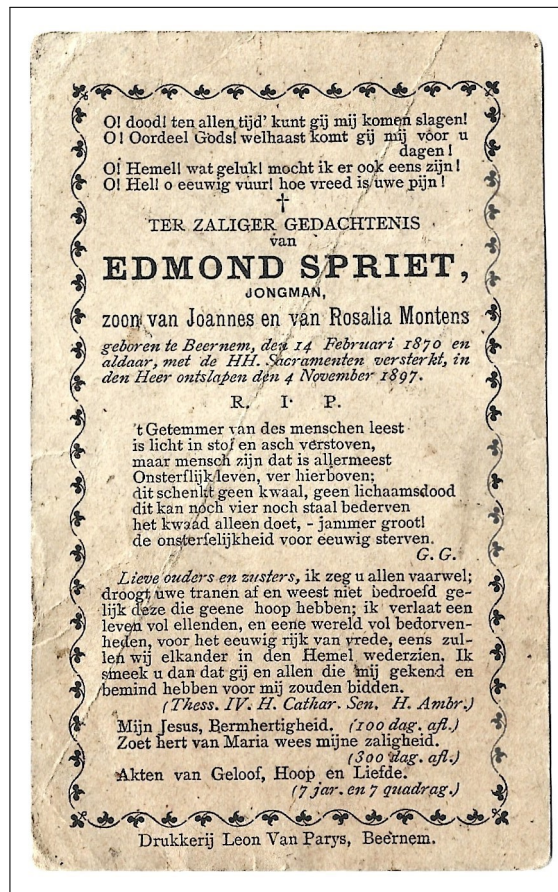 O! dood! ten allen tijd' kunt gij mij komen slagen!
O! Oordeel Gods! welhaast komt gij mij voor u
dagen!
O! Hemel! wat geluk! mocht ik er ook eens zijn!
O! Hel! o eeuwig vuur! hoe vreed is uwe pijn!
†
TER ZALIGER GEDACHTENIS
van
EDMOND SPRIET,
JONGMAN,
zoon van Joannes en van Rosalia Montens
geboren te Beernem, den 14 Februari 1870 en
aldaar, met de HH. Sacramenten versterkt, in
den Heer ontslapen den 4 November 1897.
R. I. P.
't Getemmer van des menschen leest
is licht in stof en asch verstoven,
maar mensch zijn dat is allermeest
Onsterflijk leven, ver hierboven;
dit schenkt geen kwaal, geen lichaamsdood
dit kan noch vier noch staal bederven
het kwaad alleen doet, - jammer groot!
de onsterfelijkheid voor eeuwig sterven.
G. G.
Lieve ouders en zusters, ik zeg u allen vaarwel;
droogt uwe tranen af en weest niet bedroefd ge-
lijk deze die geene hoop hebben; ik verlaat een
leven vol ellenden, en eene wereld vol bedorven-
heden, voor het eeuwig rijk van vrede, eens zul-
len wij elkander in den Hemel wederzien. Ik
smeek u dan dat gij en allen die mij gekend en
bemind hebben voor mij zouden bidden.
(Thess. IV. H. Cathar. Sen. H. Ambr.)
Mijn Jesus, Bermhertigheid. (100 dag. afl.)
Zoet hert van Maria wees mijne zaligheid.
(300 dag. afl.)
Akten van Geloof, Hoop en Liefde.
(7 jar. en 7 quadrag.)
Drukkerij Leon Van Parys, Beernem.